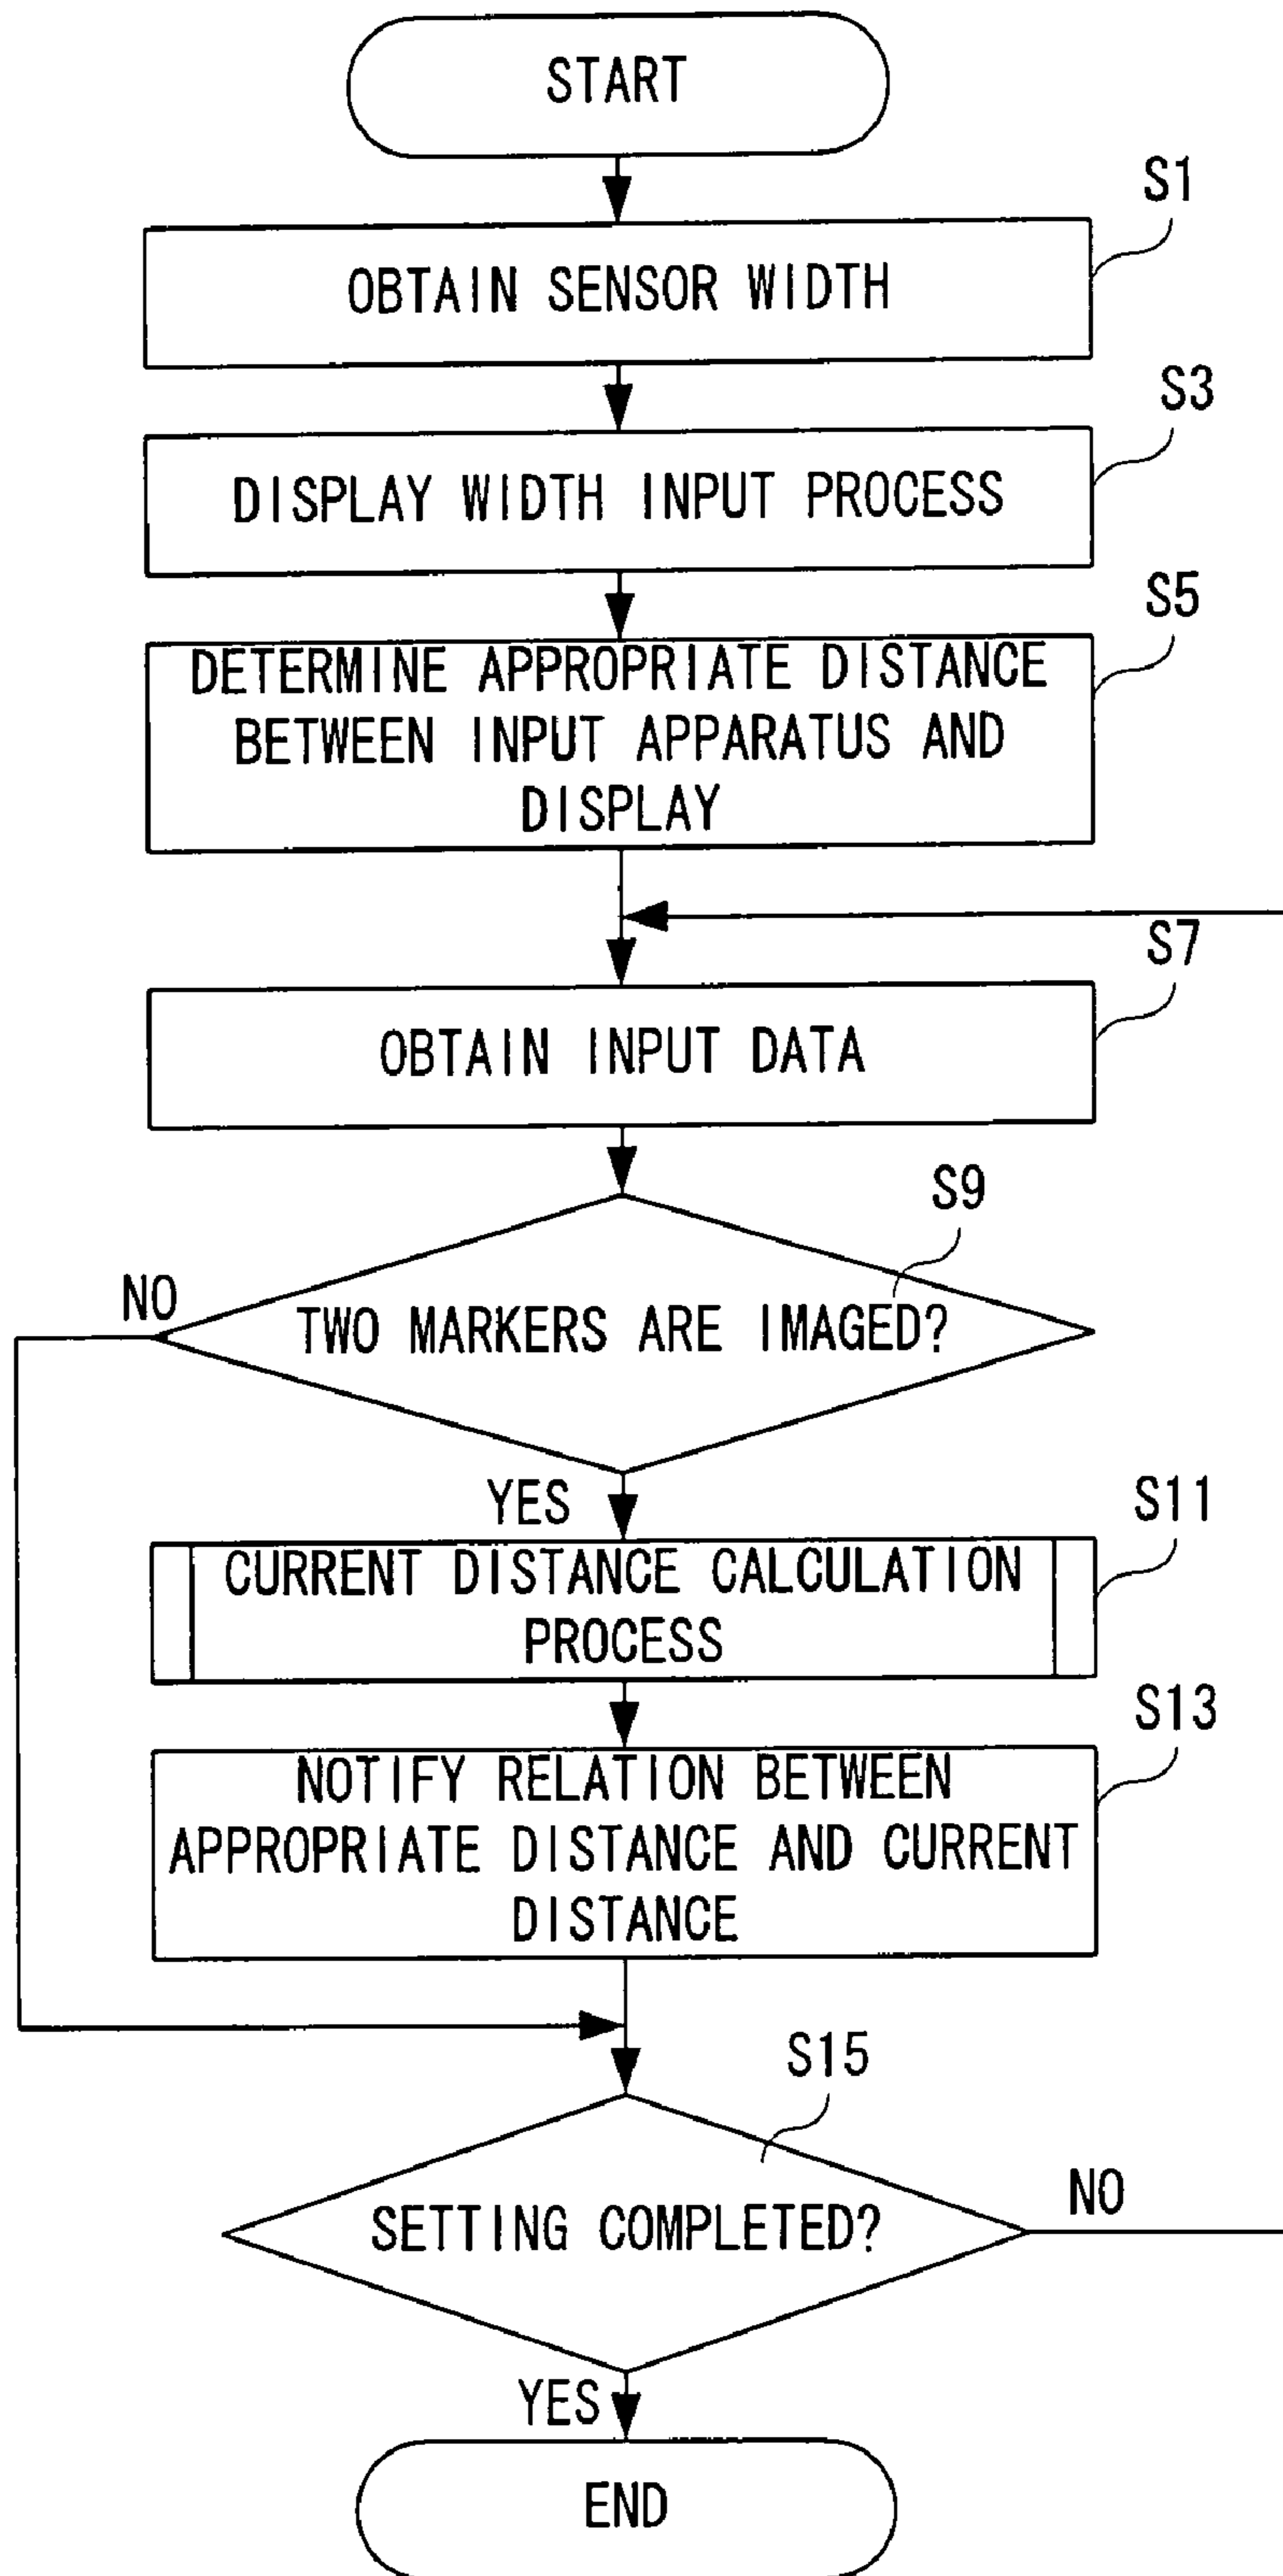 START
S1
OBTAIN SENSOR WIDTH
S3
DISPLAY WIDTH INPUT PROCESS
S5
DETERMINE APPROPRIATE DISTANCE
BETWEEN INPUT APPARATUS AND
DISPLAY
S7
OBTAIN INPUT DATA
S9
NO
TWO MARKERS ARE IMAGED?
YES
S11
CURRENT DISTANCE CALCULATION
PROCESS
S13
NOTIFY RELATION BETWEEN
APPROPRIATE DISTANCE AND CURRENT
DISTANCE
S15
NO
SETTING COMPLETED?
YES
END